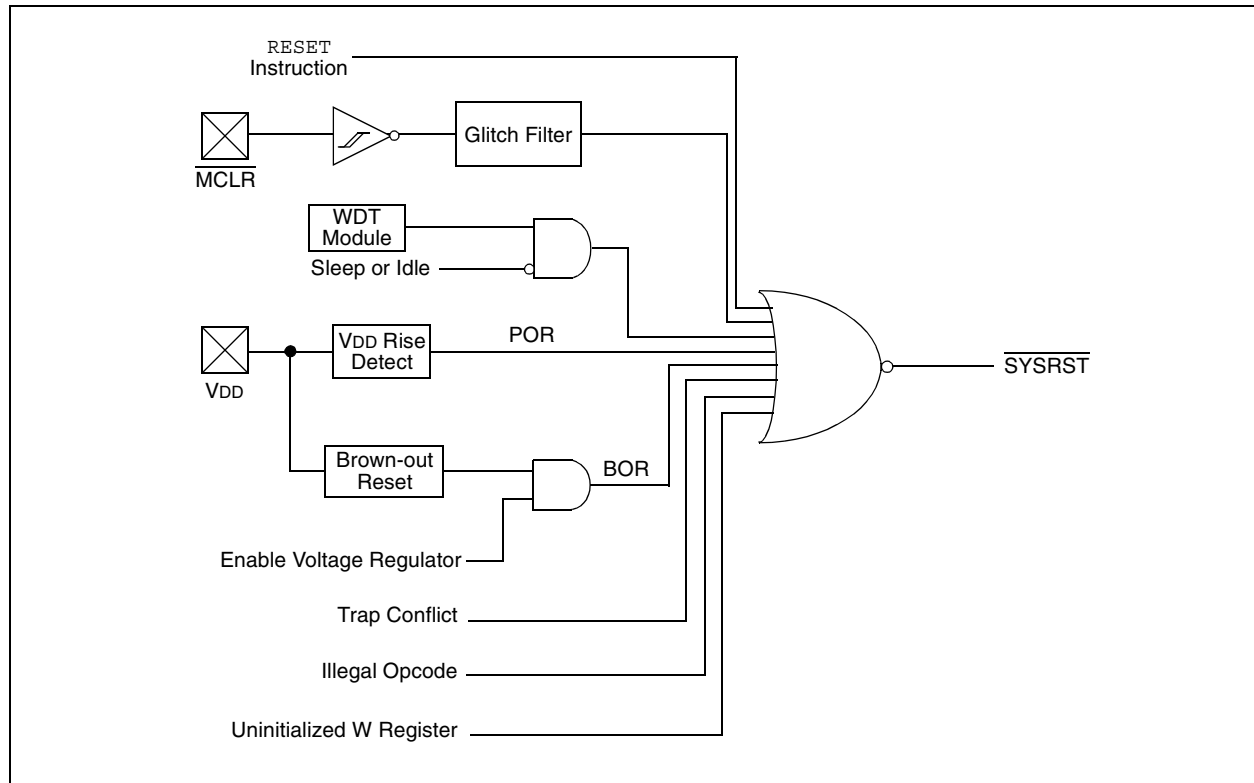 RESET
Instruction
Glitch Filter
MCLR
WDT
Module
Sleep or Idle
VDD Rise
Detect
POR
VDD
SYSRST
Brown-out
Reset
BOR
Enable Voltage Regulator
Trap Conflict
Illegal Opcode
Uninitialized W Register